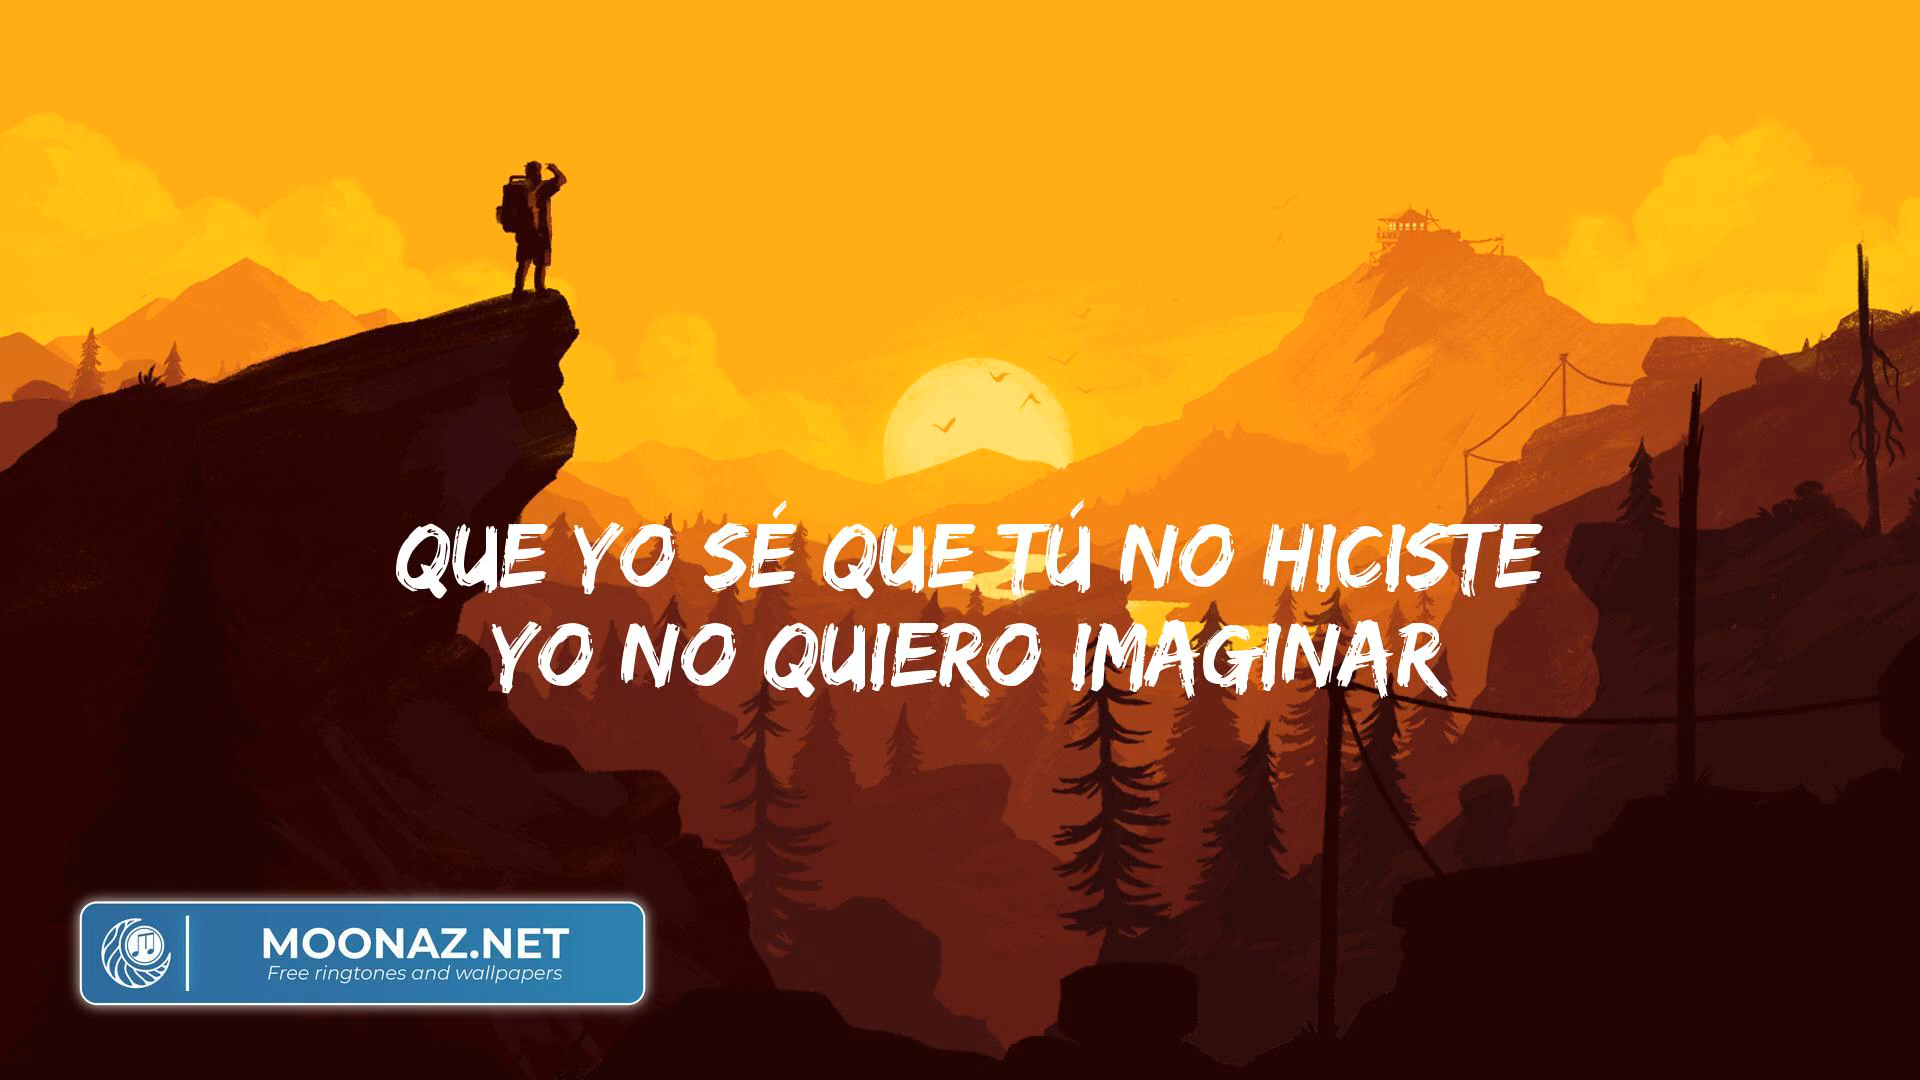 QUE YO SÉ QUE TÚ NO HICISTE
YO NO QUIERO IMAGINAR
MOONAZ.NET
Free ringtones and wallpapers